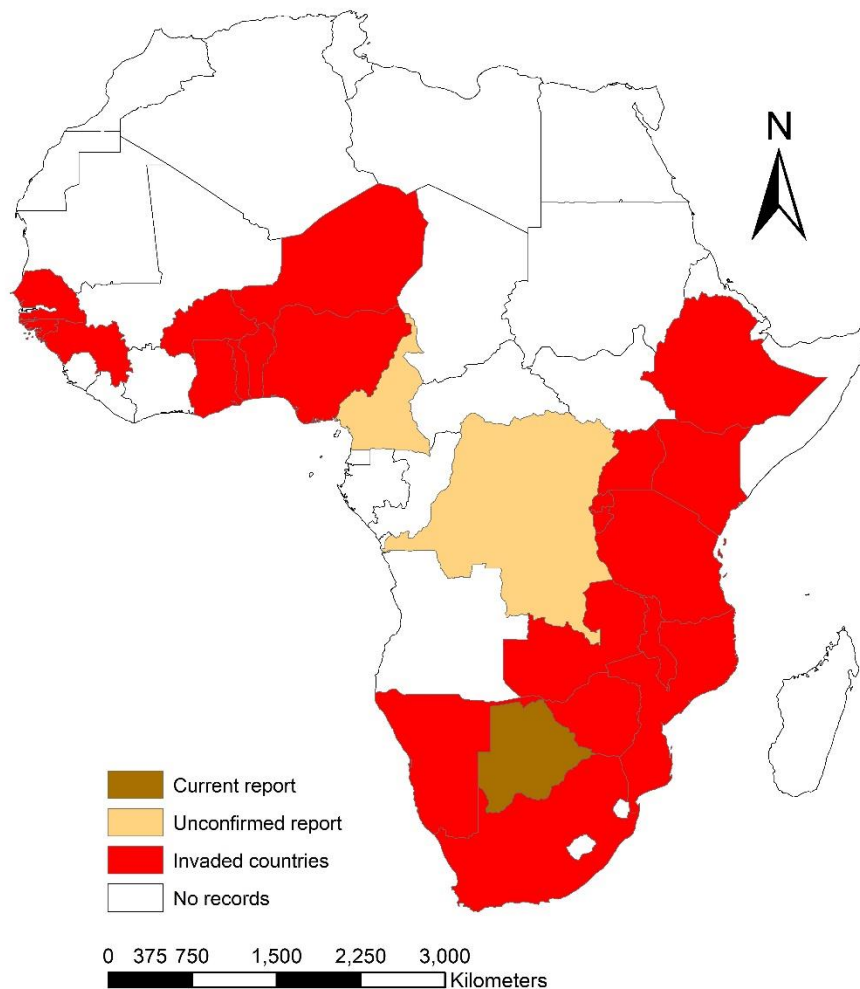 N
Current report
Unconfirmed report
Invaded countries
No records
0 375 750 1,500 2,250 3,000
Kilometers